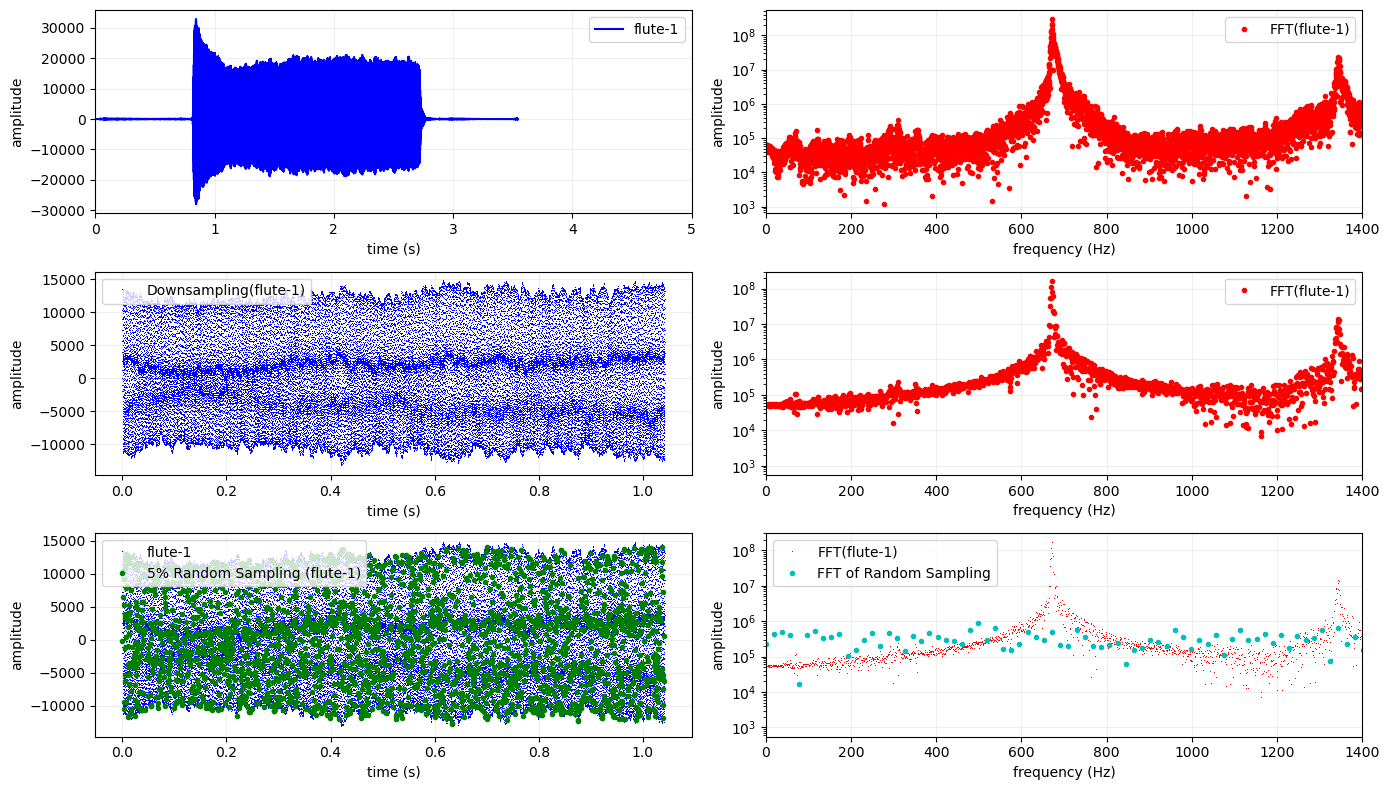 flute-1
amplitude
30000
20000
10000
0
−10000
−20000
−30000
0 1 2 3 4 5
time (s)
FFT(flute-1)
amplitude
10^8
10^7
10^6
10^5
10^4
10^3
0 200 400 600 800 1000 1200 1400
frequency (Hz)
Downsampling(flute-1)
amplitude
15000
10000
5000
0
−5000
−10000
0.0 0.2 0.4 0.6 0.8 1.0
time (s)
FFT(flute-1)
amplitude
10^8
10^7
10^6
10^5
10^4
10^3
0 200 400 600 800 1000 1200 1400
frequency (Hz)
flute-1
5% Random Sampling (flute-1)
amplitude
15000
10000
5000
0
−5000
−10000
0.0 0.2 0.4 0.6 0.8 1.0
time (s)
FFT(flute-1)
FFT of Random Sampling
amplitude
10^8
10^7
10^6
10^5
10^4
10^3
0 200 400 600 800 1000 1200 1400
frequency (Hz)